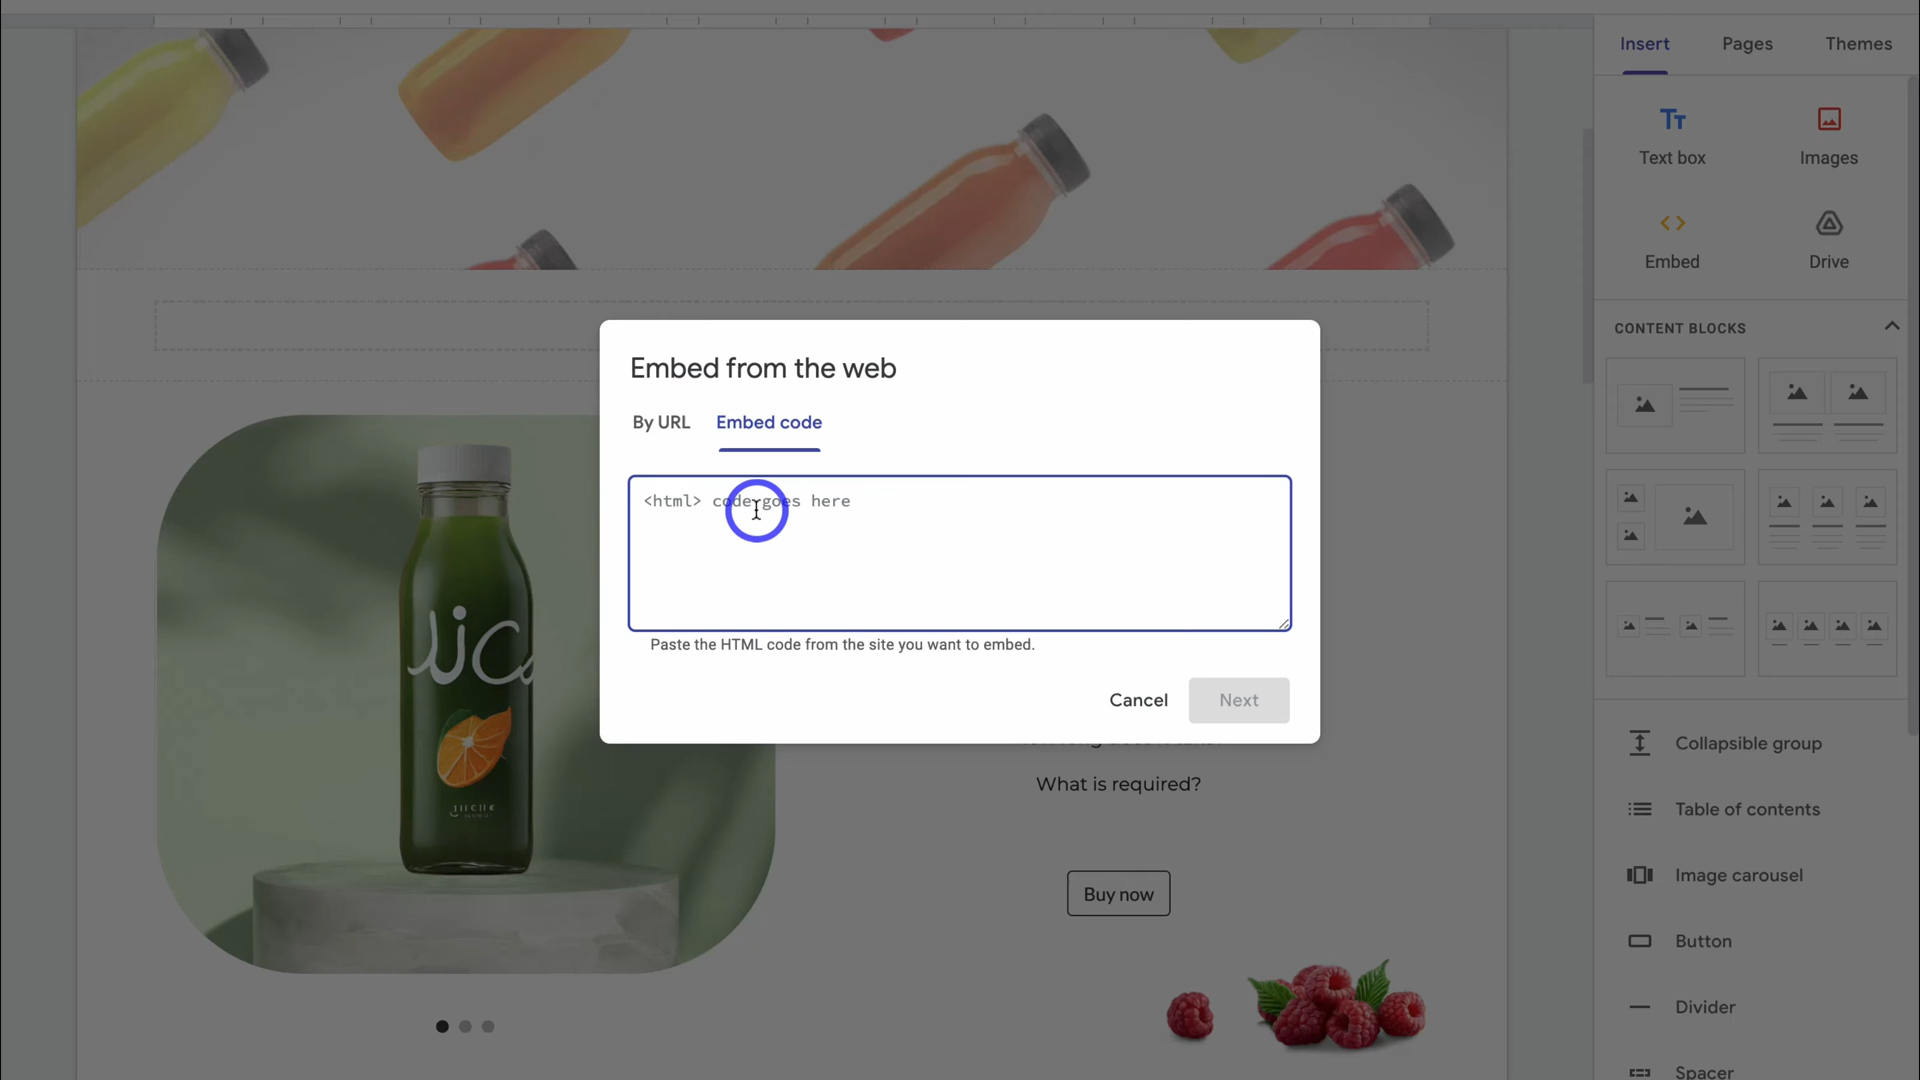 Insert
Pages
Themes
Text box
Images
Embed
Drive
CONTENT BLOCKS
Embed from the web
By URL
Embed code
<html> code goes here
Paste the HTML code from the site you want to embed.
Cancel
Next
What is required?
Buy now
Collapsible group
Table of contents
Image carousel
Button
Divider
Spacer